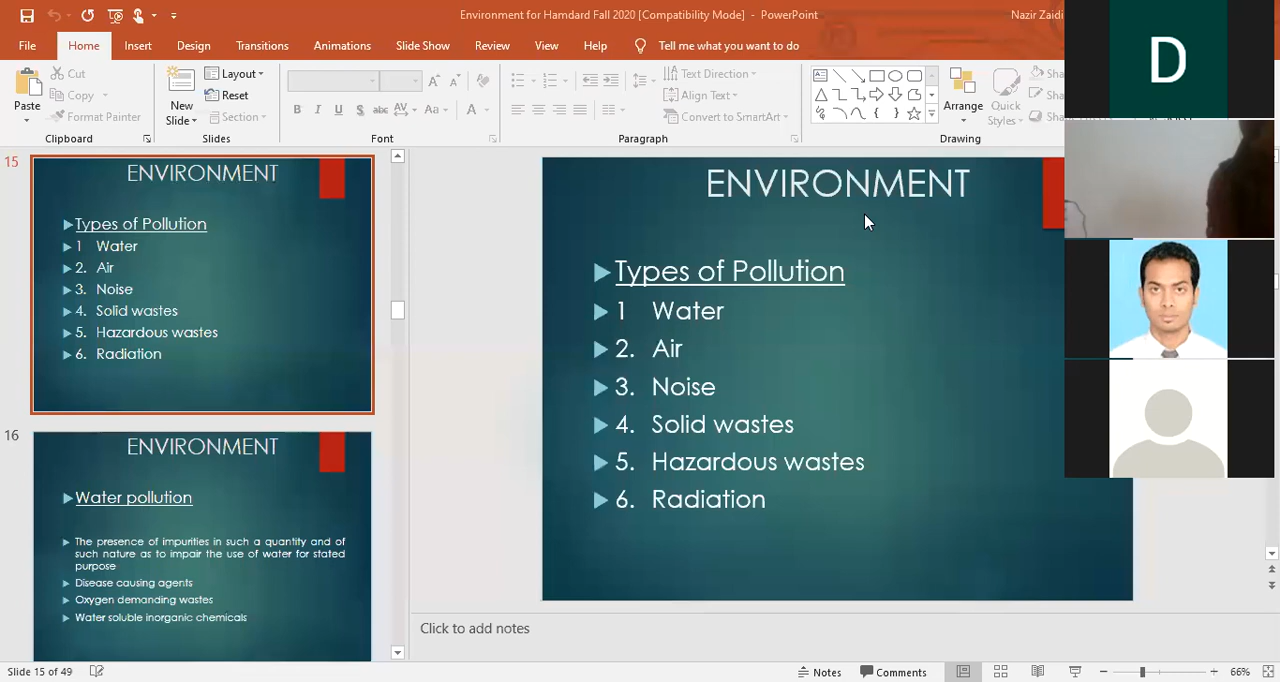 Environment for Hamdard Fall 2020 [Compatibility Mode] - PowerPoint
Nazir Zaidi
File Home Insert Design Transitions Animations Slide Show Review View Help Tell me what you want to do
Paste
Cut
Copy
Format Painter
Clipboard
New
Slide
Layout
Reset
Section
Slides
B I U S abc AV Aa A
Font
Text Direction
Align Text
Convert to SmartArt
Paragraph
Arrange
Quick
Styles
Drawing
15
ENVIRONMENT
Types of Pollution
1 Water
2. Air
3. Noise
4. Solid wastes
5. Hazardous wastes
6. Radiation
16
ENVIRONMENT
Water pollution
The presence of impurities in such a quantity and of
such nature as to impair the use of water for stated
purpose
Disease causing agents
Oxygen demanding wastes
Water soluble inorganic chemicals
ENVIRONMENT
Types of Pollution
1 Water
2. Air
3. Noise
4. Solid wastes
5. Hazardous wastes
6. Radiation
D
Click to add notes
Slide 15 of 49
Notes
Comments
66%